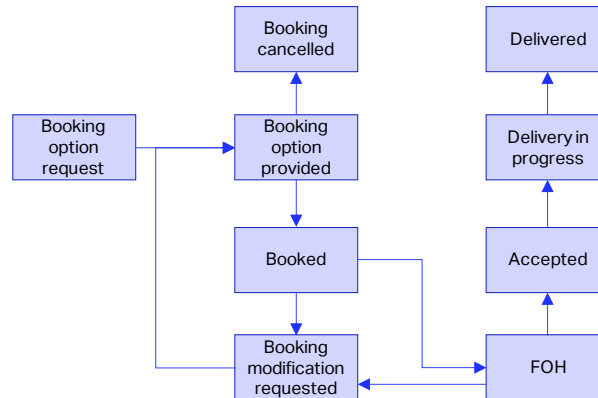 Booking
cancelled
Delivered
Booking
option
request
Booking
option
provided
Delivery in
progress
Booked
Accepted
Booking
modification
requested
FOH